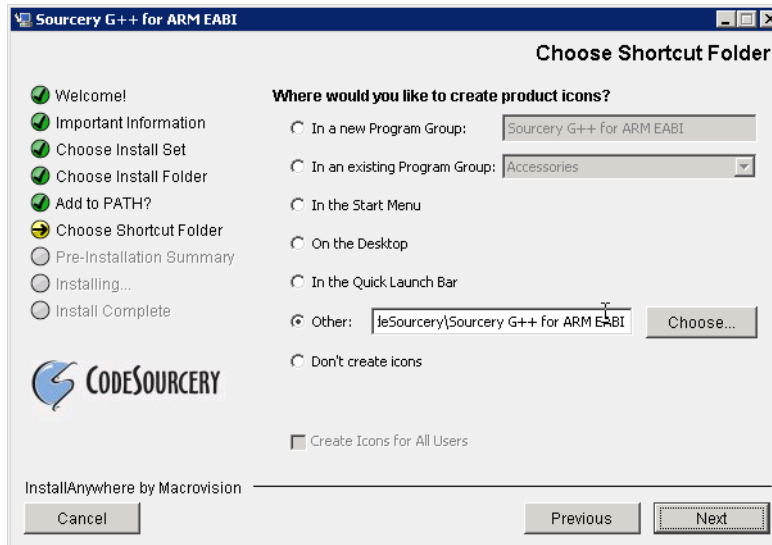 Sourcery G++ for ARM EABI
Choose Shortcut Folder
Welcome!
Important Information
Choose Install Set
Choose Install Folder
Add to PATH?
Choose Shortcut Folder
Pre-Installation Summary
Installing...
Install Complete
CODESOURCERY
Where would you like to create product icons?
In a new Program Group: Sourcery G++ for ARM EABI
In an existing Program Group: Accessories
In the Start Menu
On the Desktop
In the Quick Launch Bar
Other: deSourcery\Sourcery G++ for ARM EABI Choose...
Don't create icons
Create Icons for All Users
InstallAnywhere by Macrovision
Cancel Previous Next